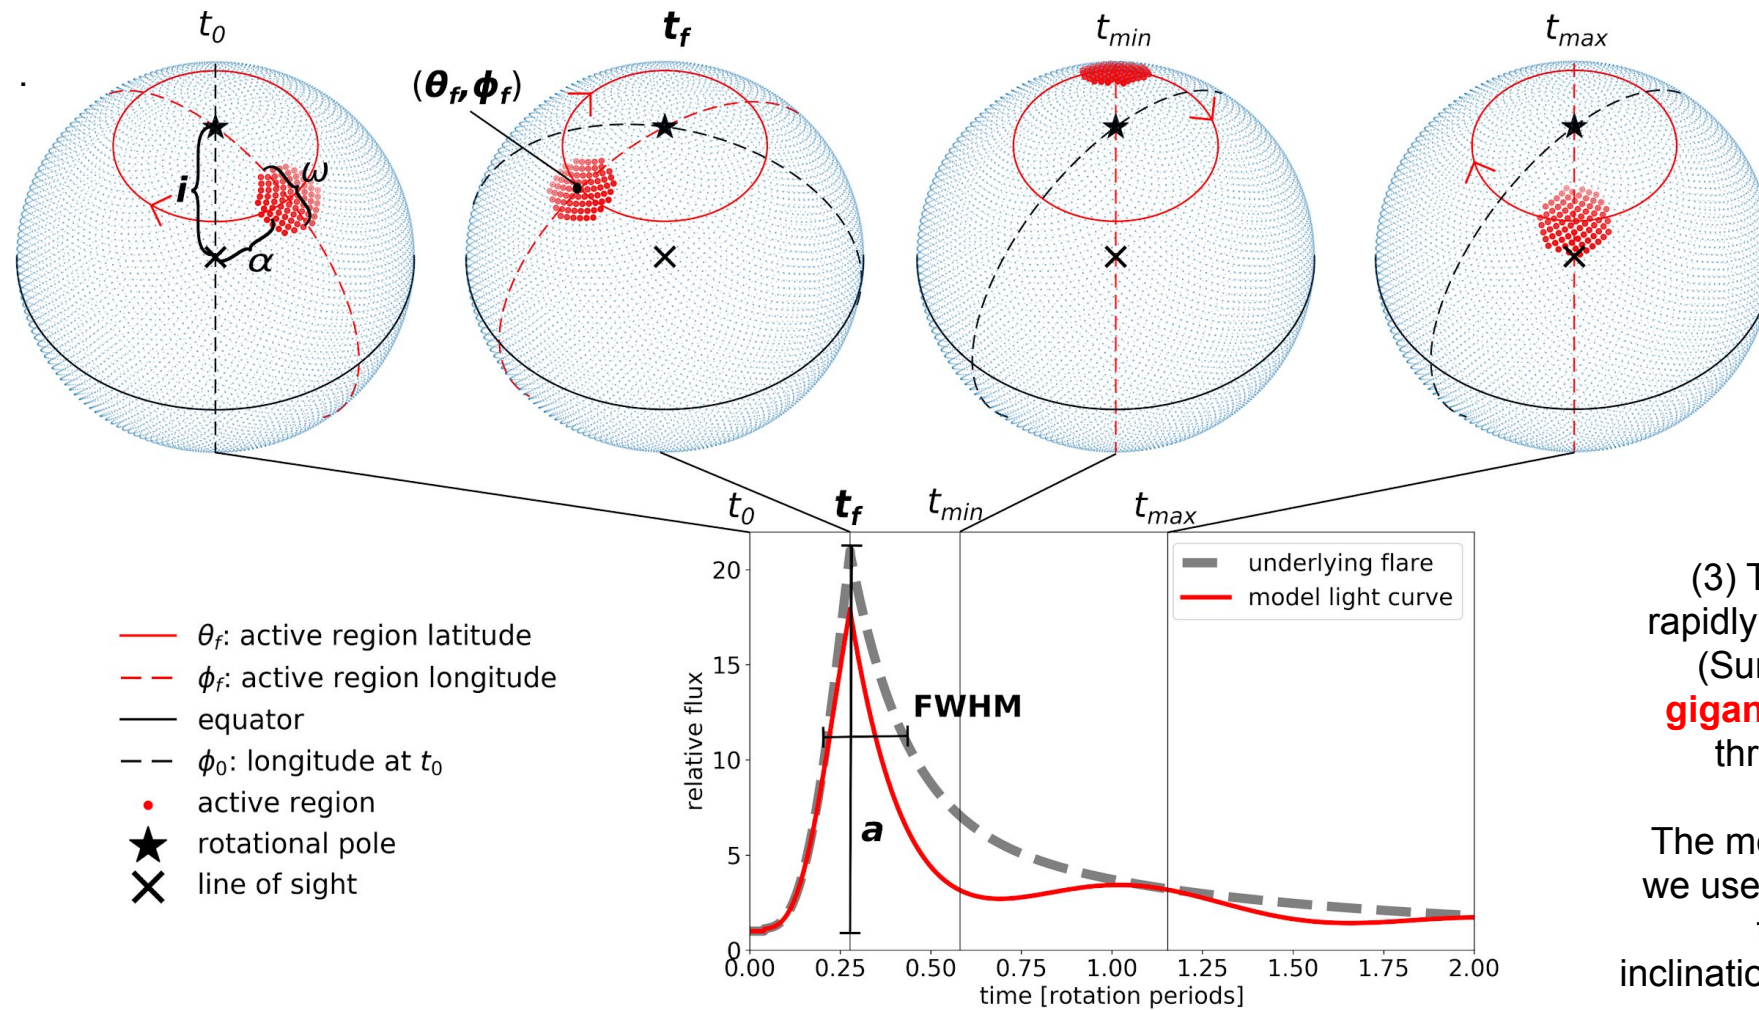 t0
tf
tmin
tmax
(θf,ϕf)
i
ω
α
t0
tf
tmin
tmax
θf: active region latitude
ϕf: active region longitude
equator
ϕ0: longitude at t0
active region
rotational pole
line of sight
underlying flare
model light curve
FWHM
a
relative flux
20
15
10
5
0
0.00 0.25 0.50 0.75 1.00 1.25 1.50 1.75 2.00
time [rotation periods]
(3)
rapidly
thr
The
we use